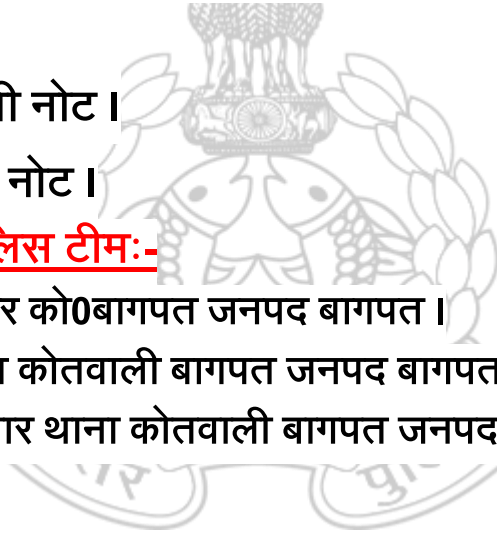 नोट ।
नोट ।
टीमः-
को0बागपत जनपद बागपत ।
कोतवाली बागपत जनपद बागपत
थाना कोतवाली बागपत जनपद